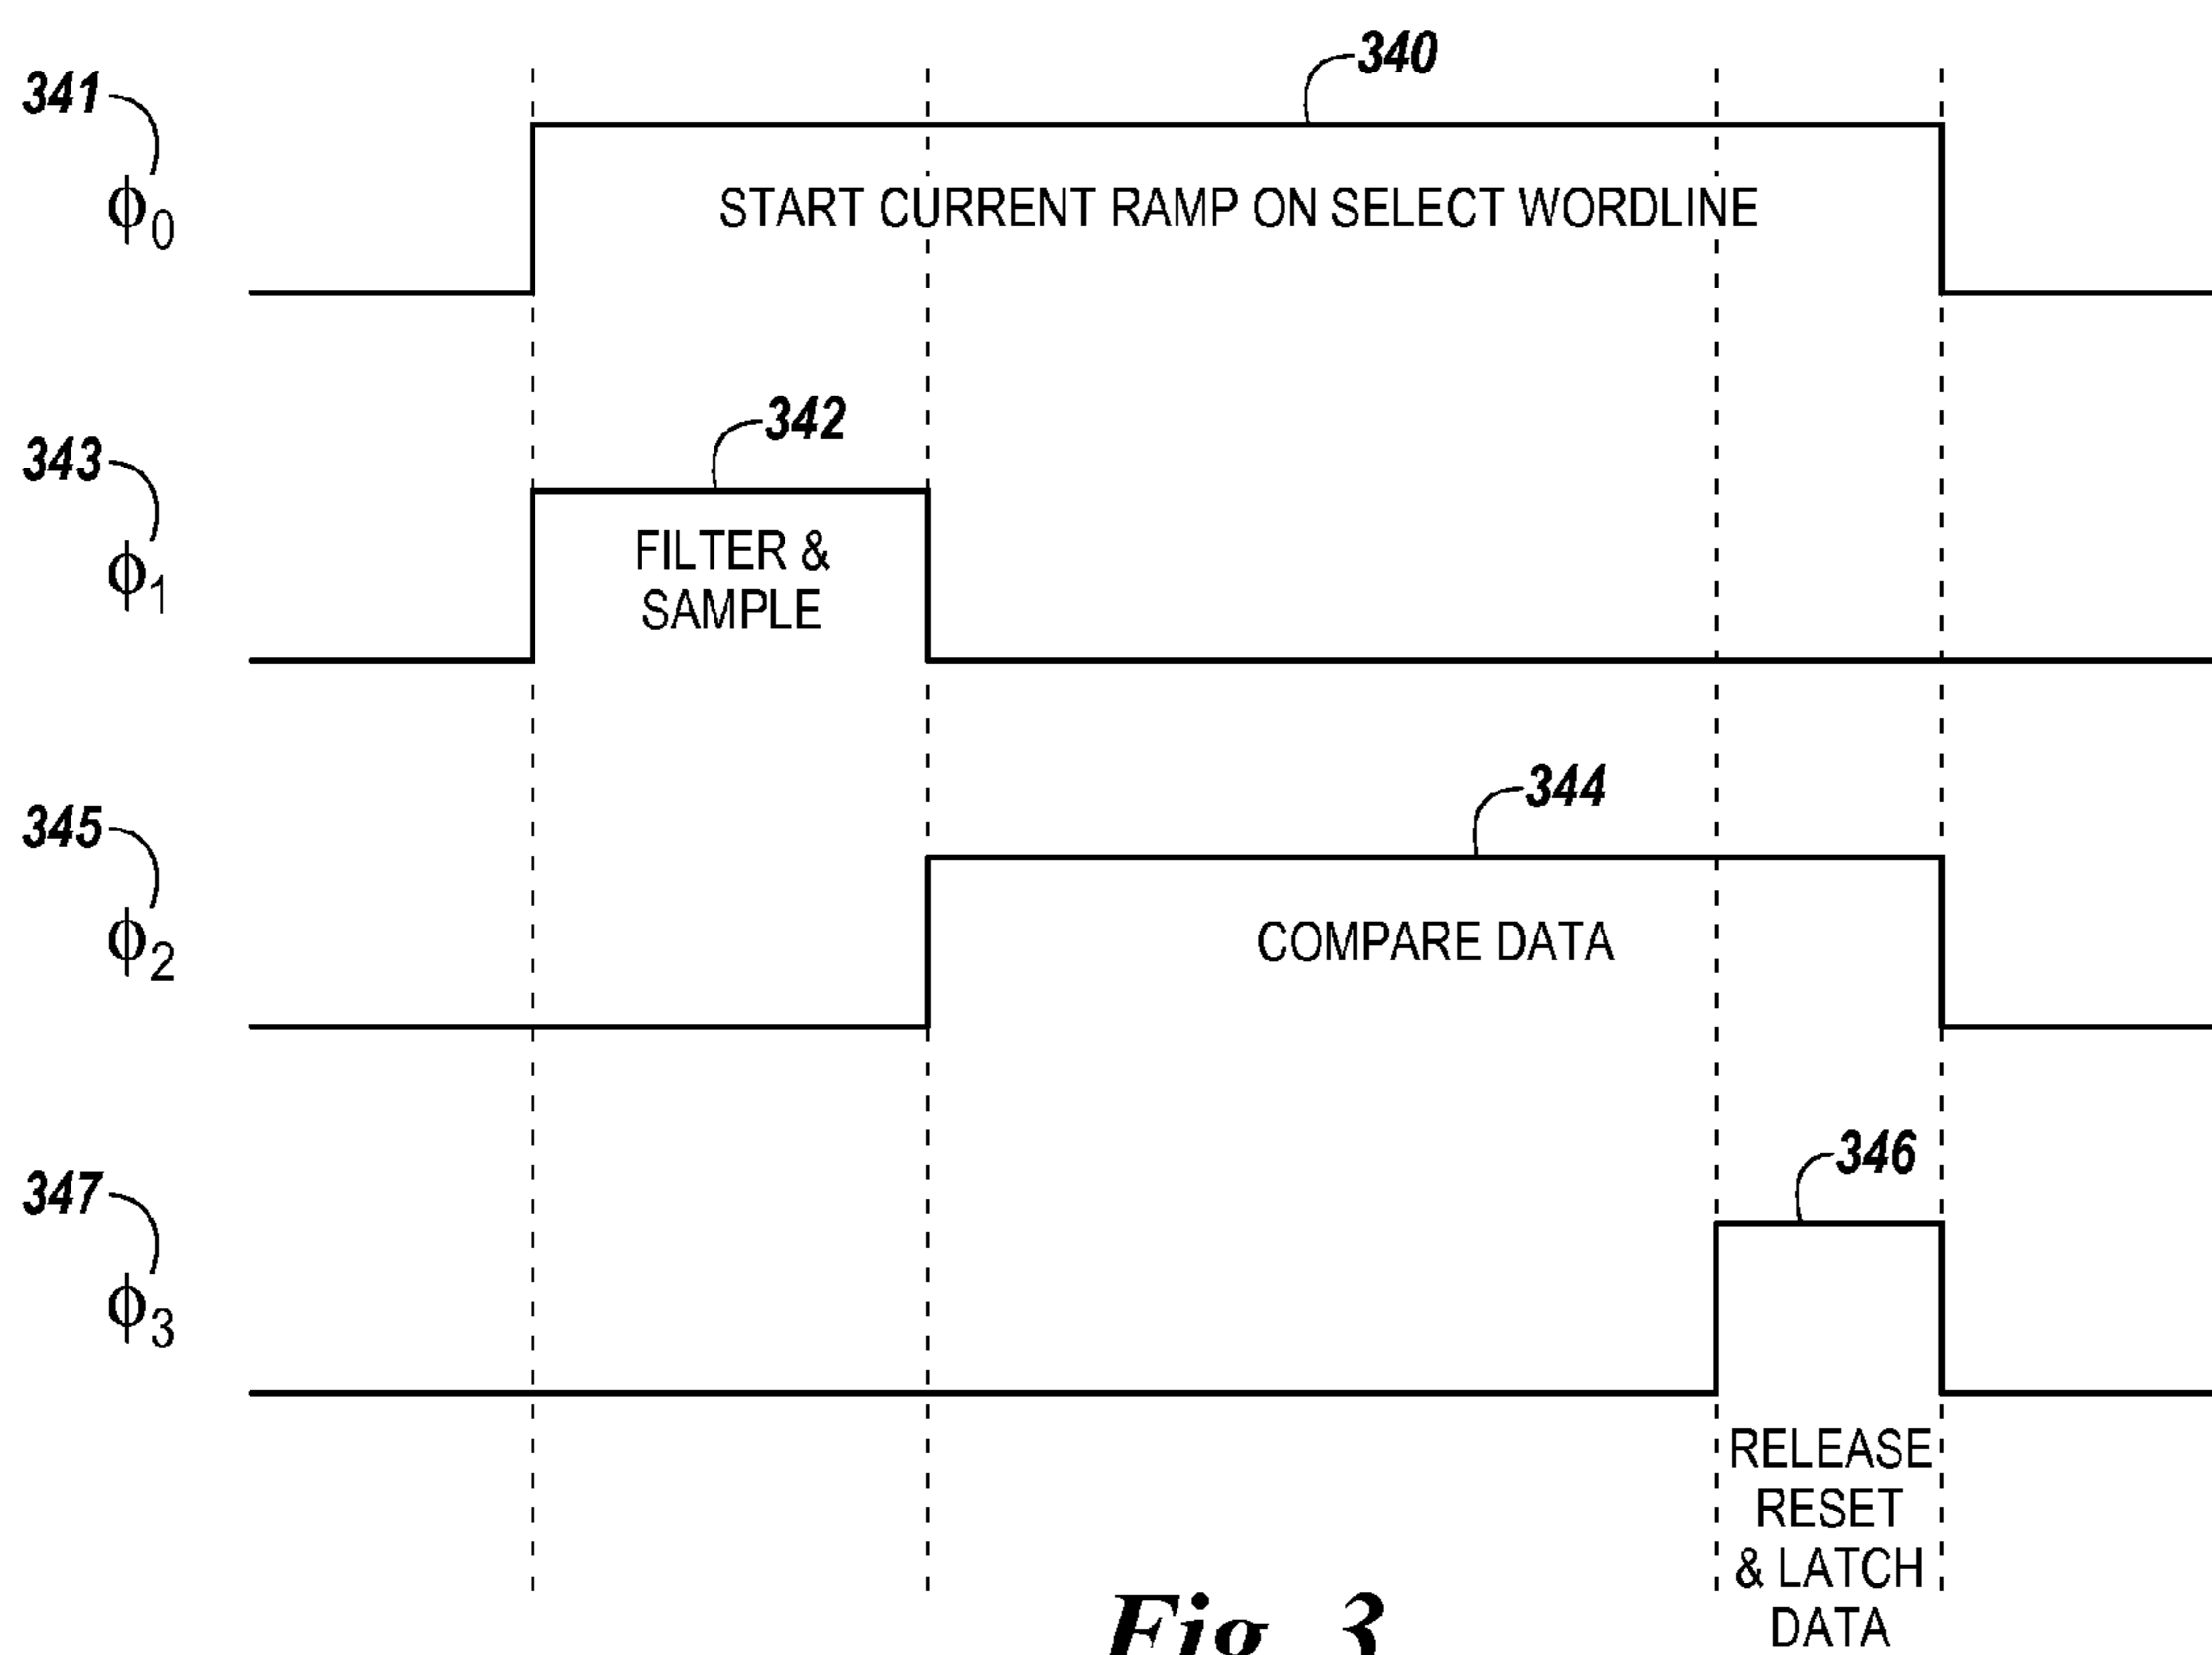 340
341
ϕ0
START CURRENT RAMP ON SELECT WORDLINE
342
343
ϕ1
FILTER &
SAMPLE
344
345
ϕ2
COMPARE DATA
346
347
ϕ3
RELEASE
RESET
& LATCH
DATA
Fig. 3